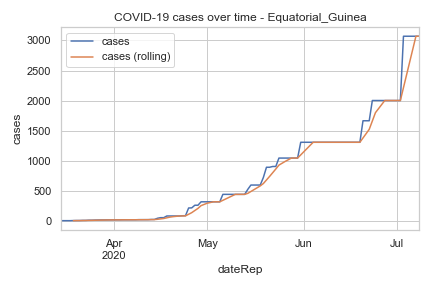 COVID-19 cases over time - Equatorial_Guinea
cases
cases (rolling)
3000
2500
2000
1500
1000
500
0
cases
Apr
2020
May
Jun
Jul
dateRep